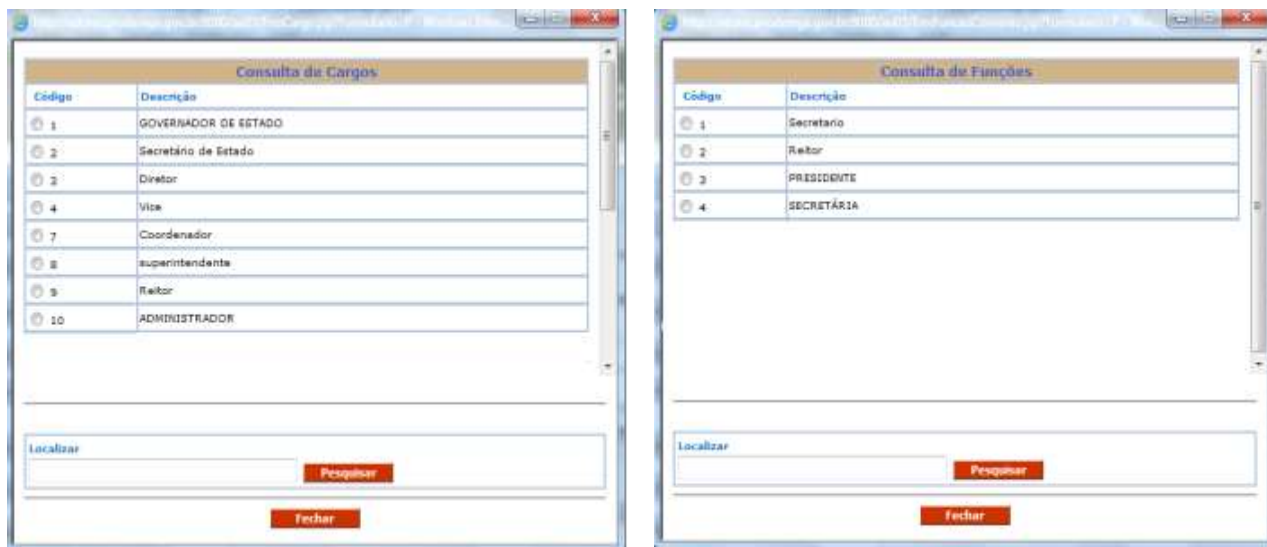 Consulta de Cargos
Código Descrição
1 GOVERNADOR DE ESTADO
2 Secretário de Estado
3 Diretor
4 Vice
7 Coordenador
8 superintendente
9 Reitor
10 ADMINISTRADOR
Localizar
Pesquisar
Fechar
Consulta de Funções
Código Descrição
1 Secretario
2 Reitor
3 PRESIDENTE
4 SECRETÁRIA
Localizar
Pesquisar
Fechar